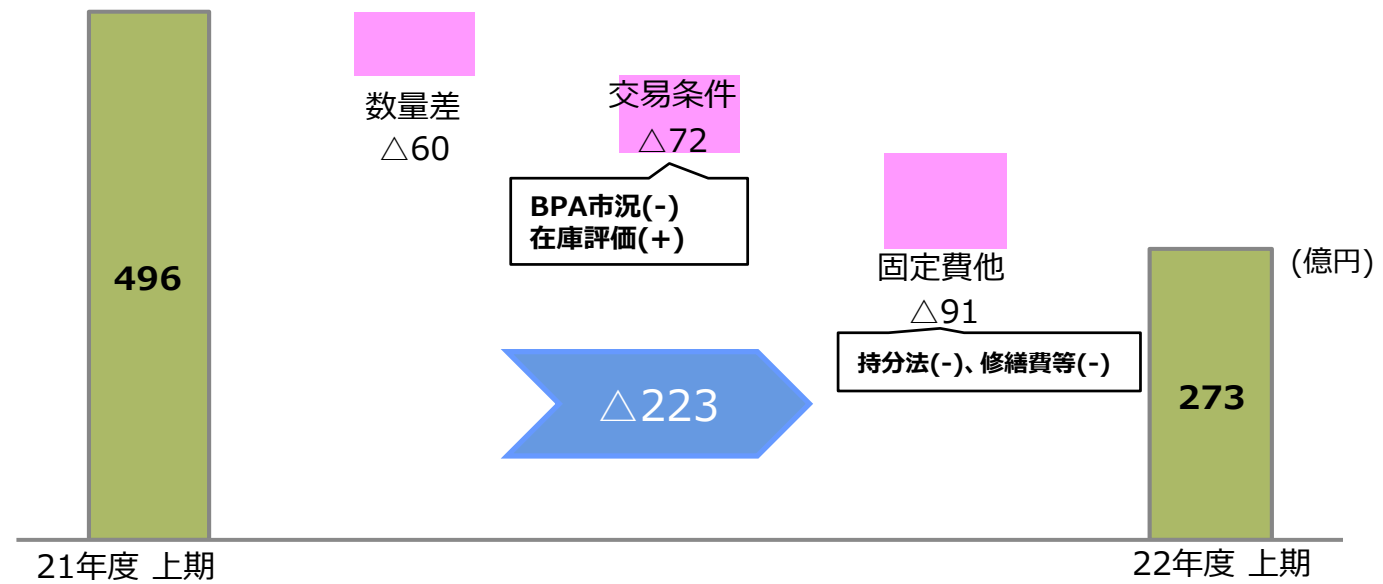 数量差
△60
交易条件
△72
BPA市況(-)
在庫評価(+)
固定費他
△91
持分法(-)、修繕費等(-)
496
△223
273
(億円)
21年度 上期
22年度 上期